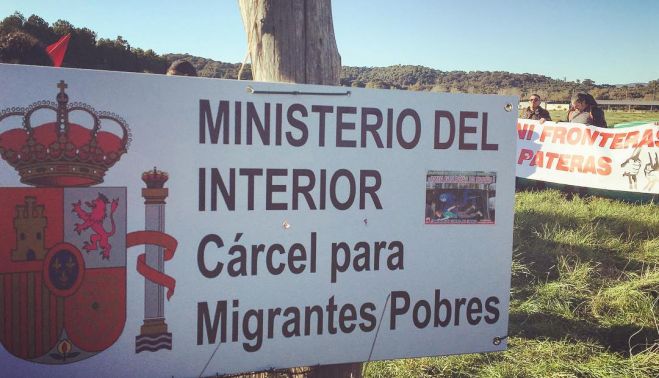 MINISTERIO DEL
INTERIOR
Cárcel para
Migrantes Pobres
NI FRONTERAS
PATERAS